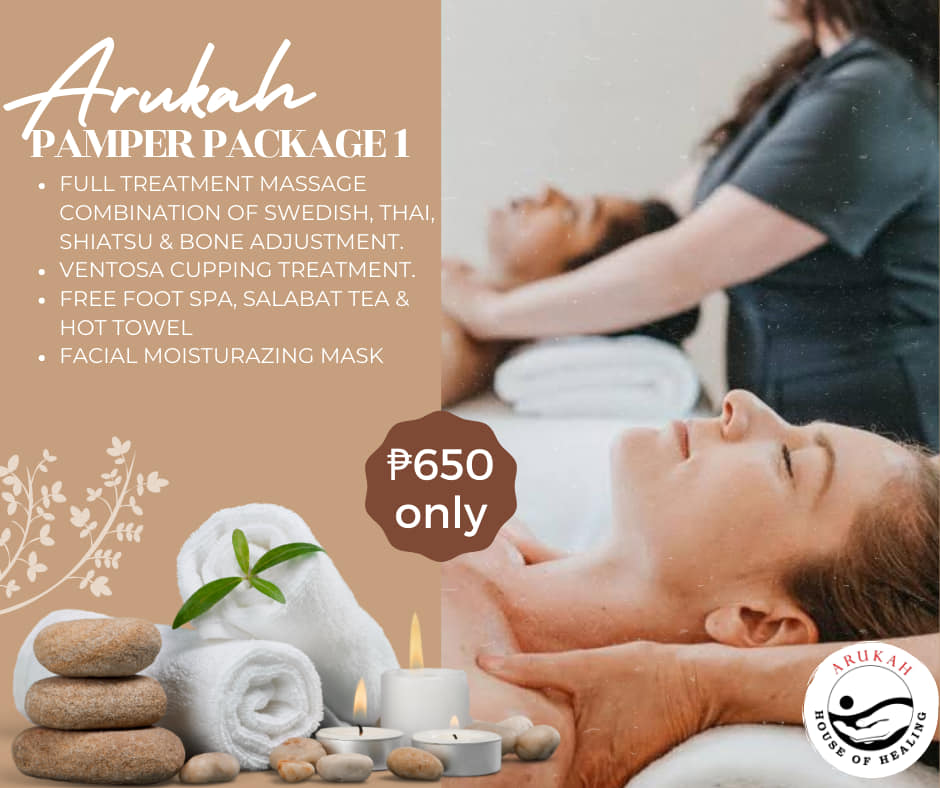 Arukah
PAMPER PACKAGE 1
• FULL TREATMENT MASSAGE
COMBINATION OF SWEDISH, THAI,
SHIATSU & BONE ADJUSTMENT.
• VENTOSA CUPPING TREATMENT.
• FREE FOOT SPA, SALABAT TEA &
HOT TOWEL
• FACIAL MOISTURAZING MASK
₱650
only
ARUKAH
HOUSE OF HEALING